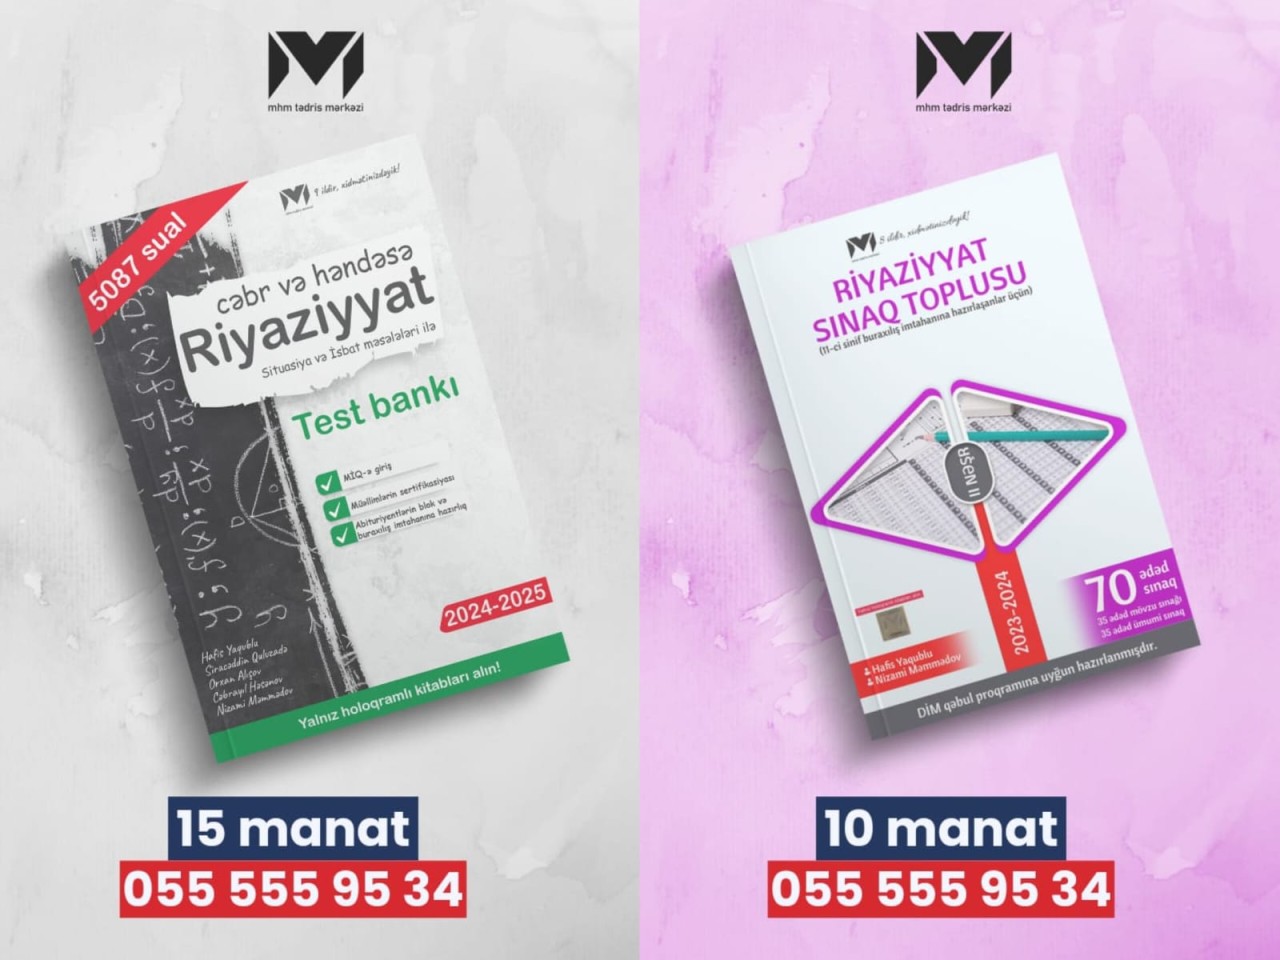 mhm tədris mərkəzi
9 ildir, xidmətinizdəyik!
5087 sual
cəbr və həndəsə
Riyaziyyat
Situasiya və İsbat məsələləri ilə
Test bankı
MİQ-ə giriş
Müəllimlərin sertifikasiyası
Abituriyentlərin blok və
buraxılış imtahanına hazırlıq
2024-2025
Hafis Yaqublu
Siracəddin Quluzadə
Orxan Alışov
Cəbrayıl Həsənov
Nizami Məmmədov
Yalnız holoqramlı kitabları alın!
15 manat
055 555 95 34
mhm tədris mərkəzi
8 ildir, xidmətinizdəyik!
RİYAZİYYAT
SINAQ TOPLUSU
(11-ci sinif buraxılış imtahanına hazırlaşanlar üçün)
II NəşR
2023-2024
70 ədəd
sınaq
35 ədəd mövzu sınağı
35 ədəd ümumi sınaq
Hafis Yaqublu
Nizami Məmmədov
DİM qəbul proqramına uyğun hazırlanmışdır.
10 manat
055 555 95 34